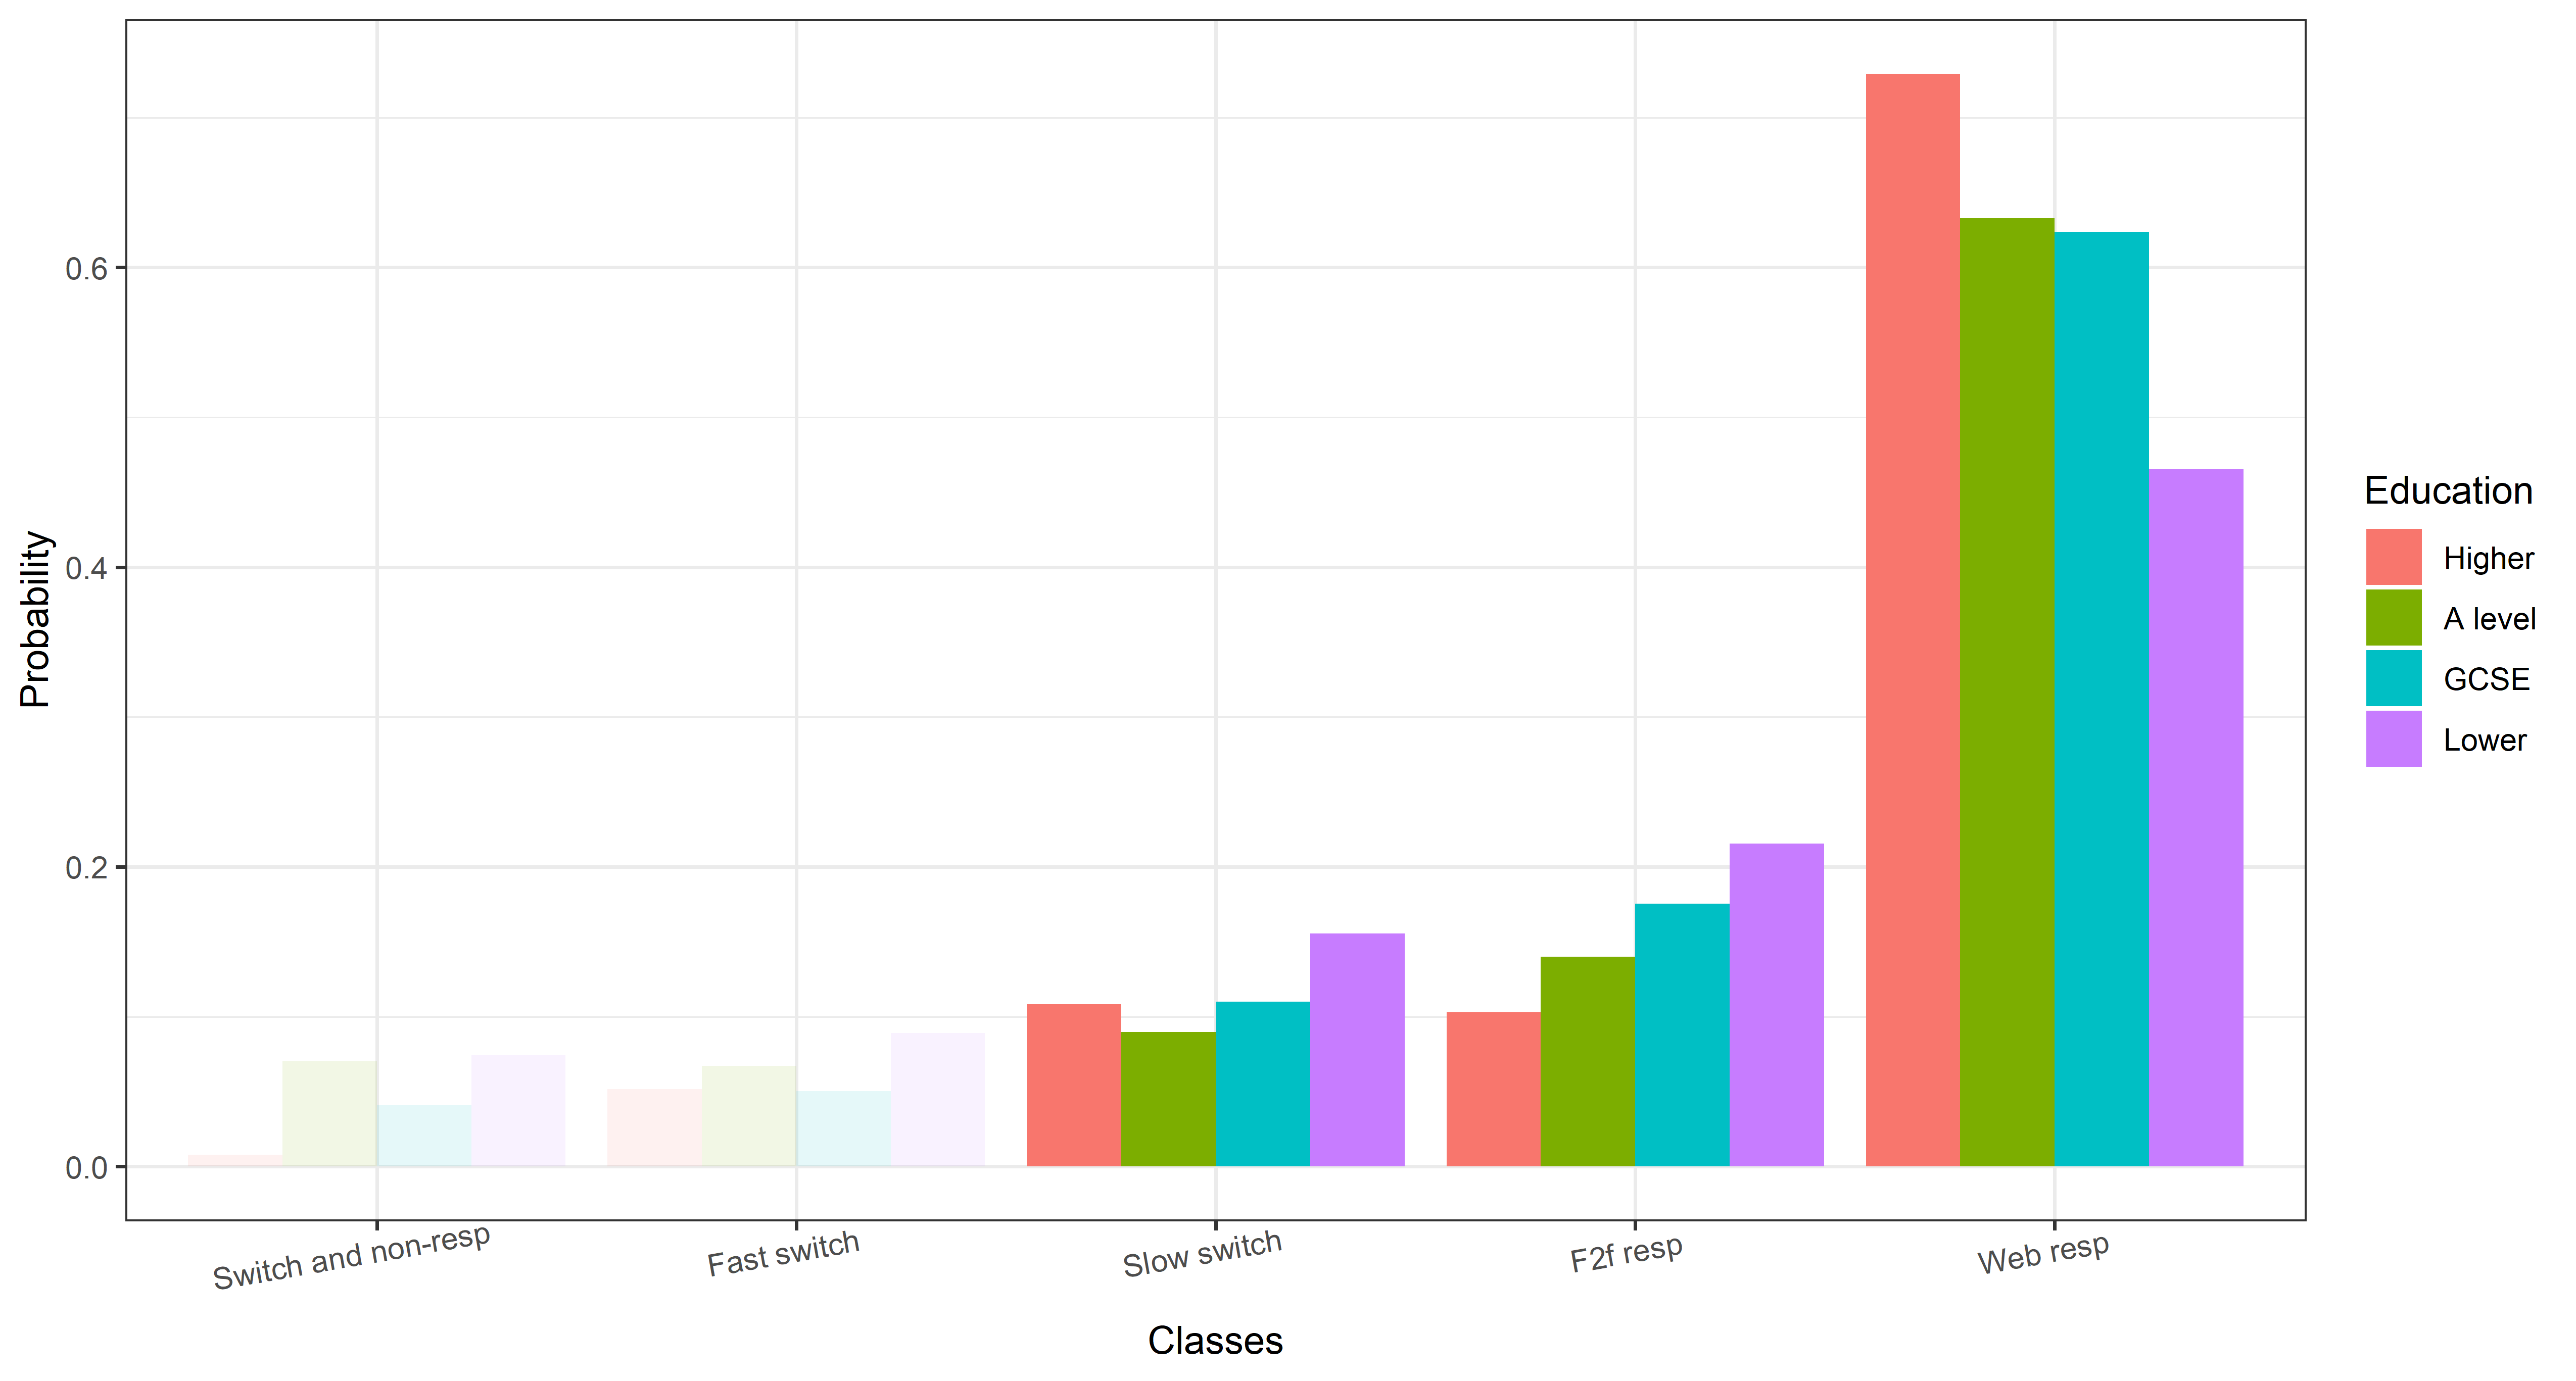 Probability
0.6
0.4
0.2
0.0
Switch and non-resp
Fast switch
Slow switch
F2f resp
Web resp
Classes
Education
Higher
A level
GCSE
Lower